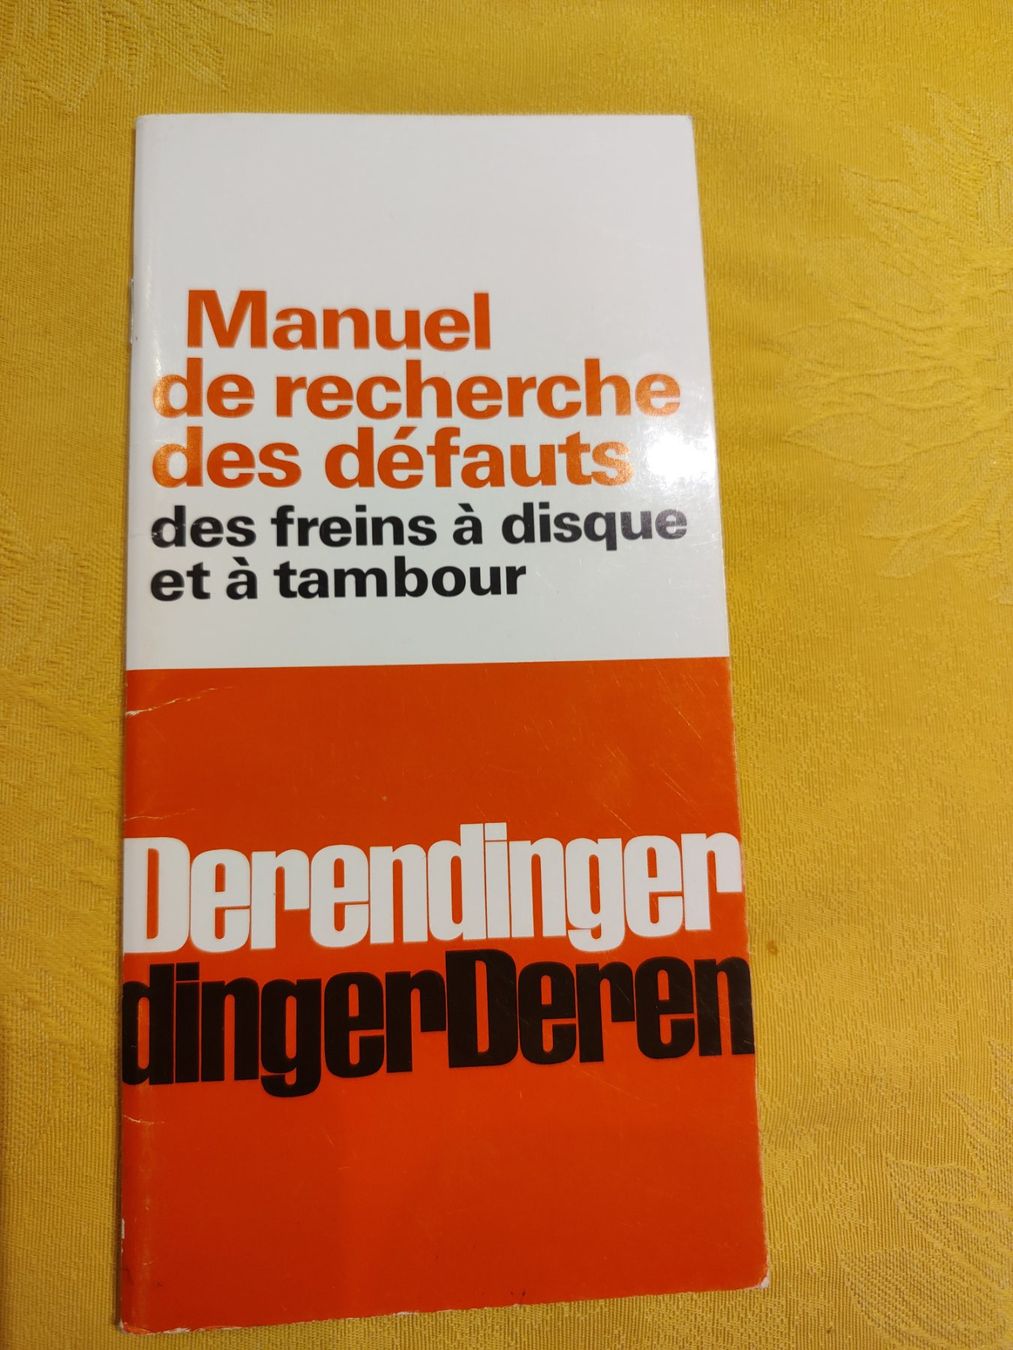 Manuel
de recherche
des défauts
des freins à disque
et à tambour
Derendinger
dingerDeren